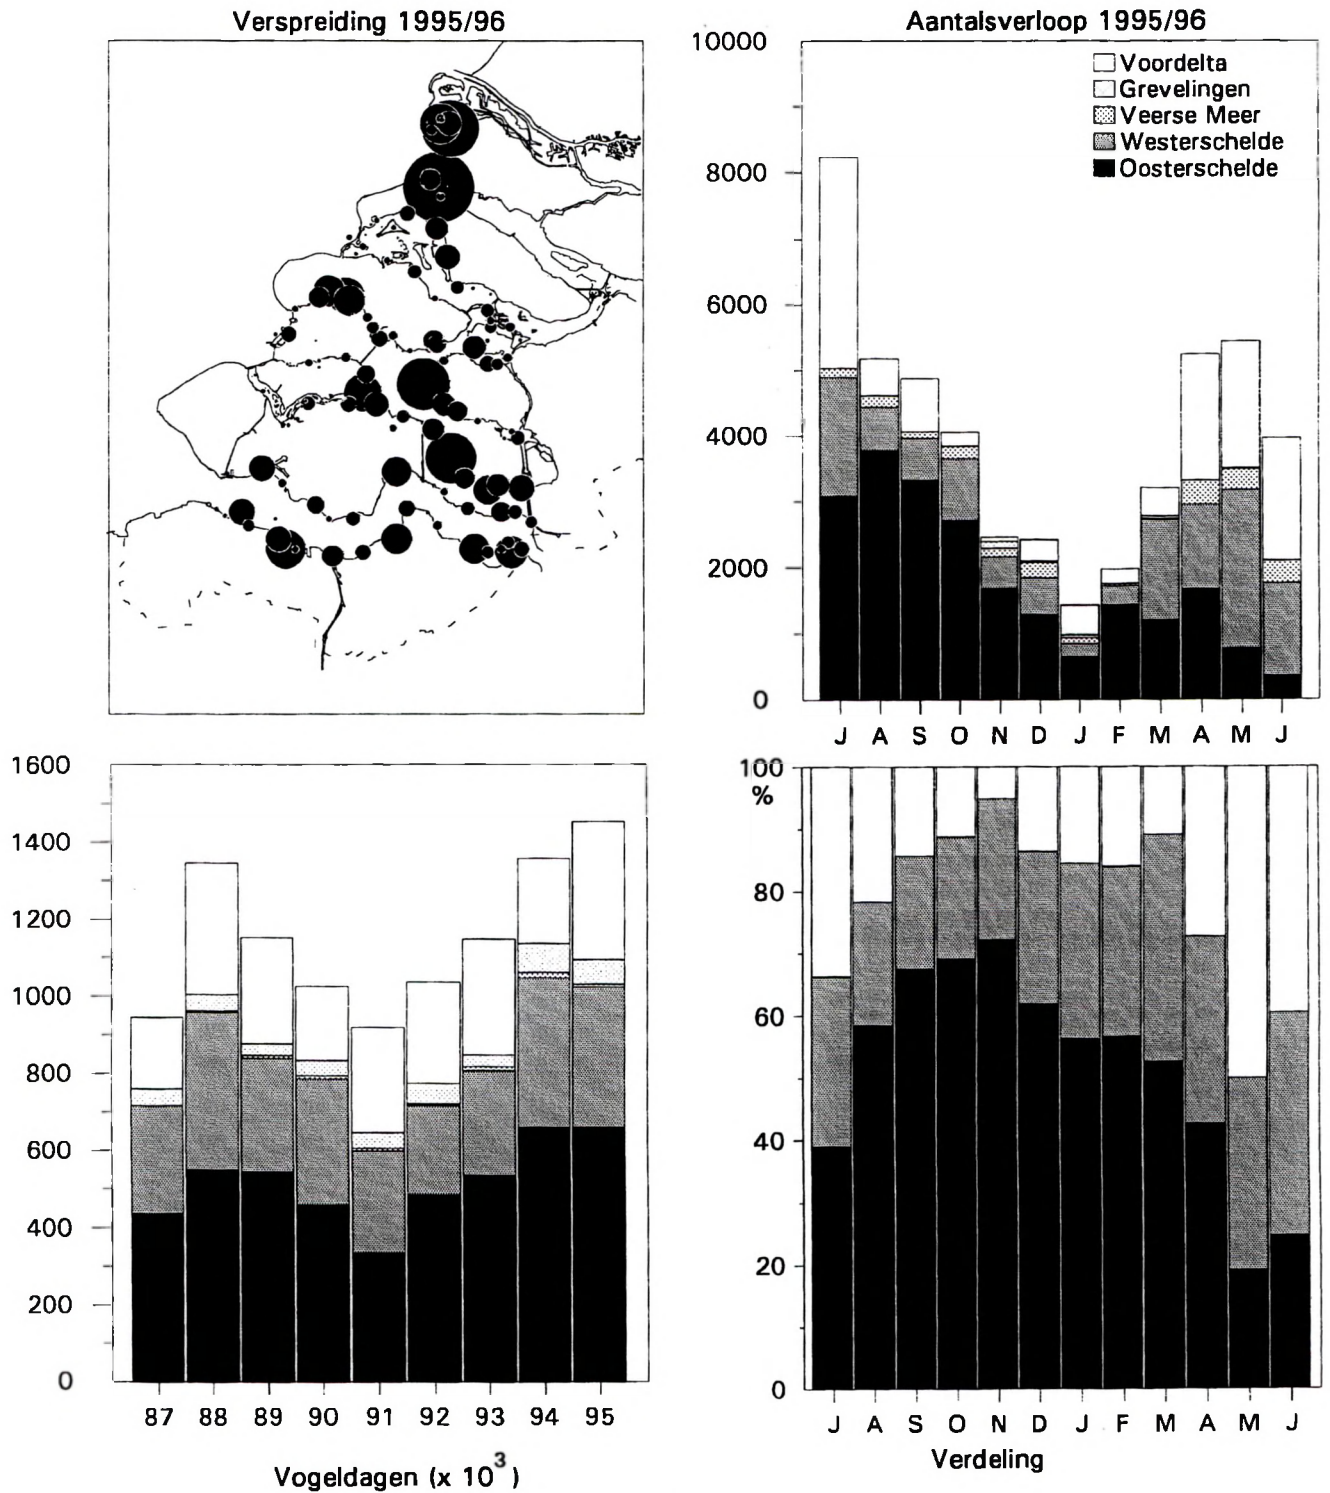 Verspreiding 1995/96
Aantalsverloop 1995/96
10000
8000
6000
4000
2000
0
Voordelta
Grevelingen
Veerse Meer
Westerschelde
Oosterschelde
J A S O N D J F M A M J
1600
1400
1200
1000
800
600
400
200
0
87 88 89 90 91 92 93 94 95
Vogeldagen (x 10³)
100
%
80
60
40
20
0
J A S O N D J F M A M J
Verdeling